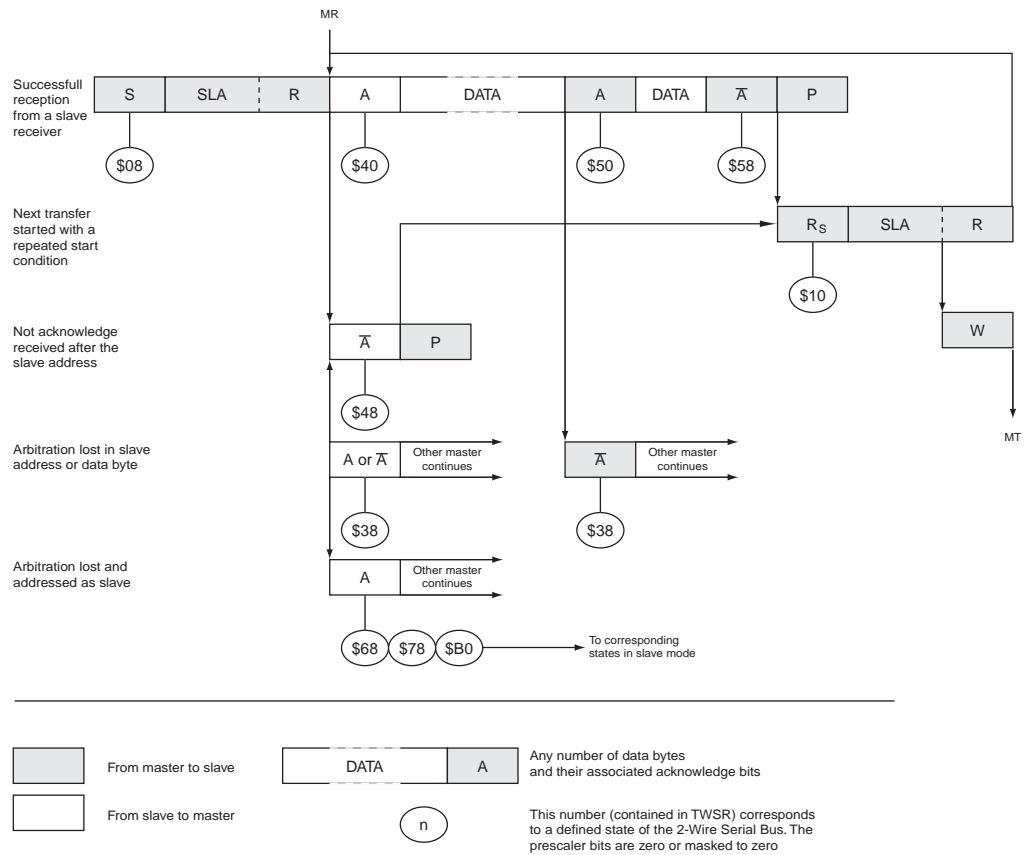 MR
Successfull
reception
from a slave
receiver
S SLA R A DATA A DATA A̅ P
$08 $40 $50 $58
Next transfer
started with a
repeated start
condition
RS SLA R
$10
Not acknowledge
received after the
slave address
A̅ P
W
$48
MT
Arbitration lost in slave
address or data byte
A or A̅
Other master
continues
A̅
Other master
continues
$38 $38
Arbitration lost and
addressed as slave
A
Other master
continues
$68 $78 $B0
To corresponding
states in slave mode
From master to slave
DATA A
Any number of data bytes
and their associated acknowledge bits
From slave to master
n
This number (contained in TWSR) corresponds
to a defined state of the 2-Wire Serial Bus. The
prescaler bits are zero or masked to zero